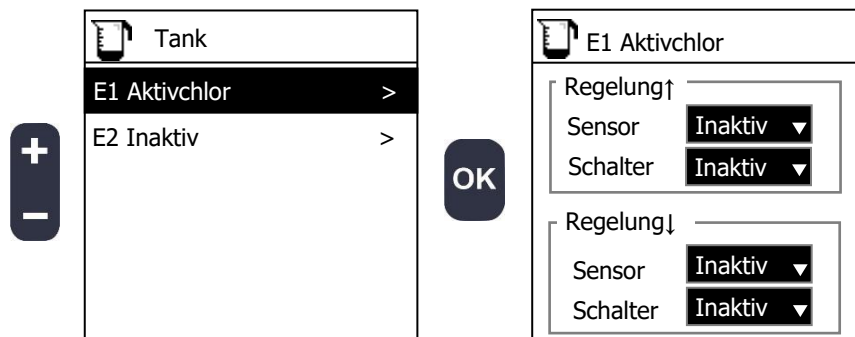 Tank
E1 Aktivchlor >
E2 Inaktiv >
+
−
OK
E1 Aktivchlor
Regelung↑
Sensor Inaktiv ▼
Schalter Inaktiv ▼
Regelung↓
Sensor Inaktiv ▼
Schalter Inaktiv ▼